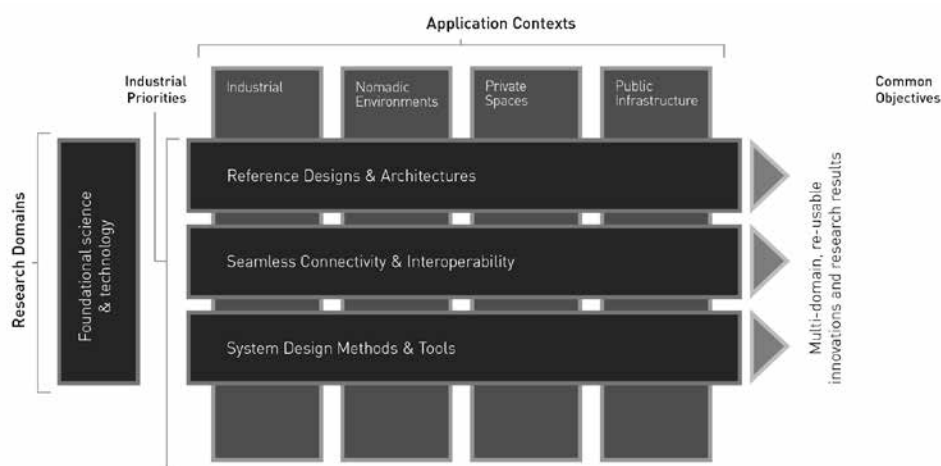 Application Contexts
Industrial
Priorities
Industrial
Nomadic
Environments
Private
Spaces
Public
Infrastructure
Common
Objectives
Research Domains
Foundational science
& technology
Reference Designs & Architectures
Seamless Connectivity & Interoperability
System Design Methods & Tools
Multi-domain, re-usable
innovations and research results